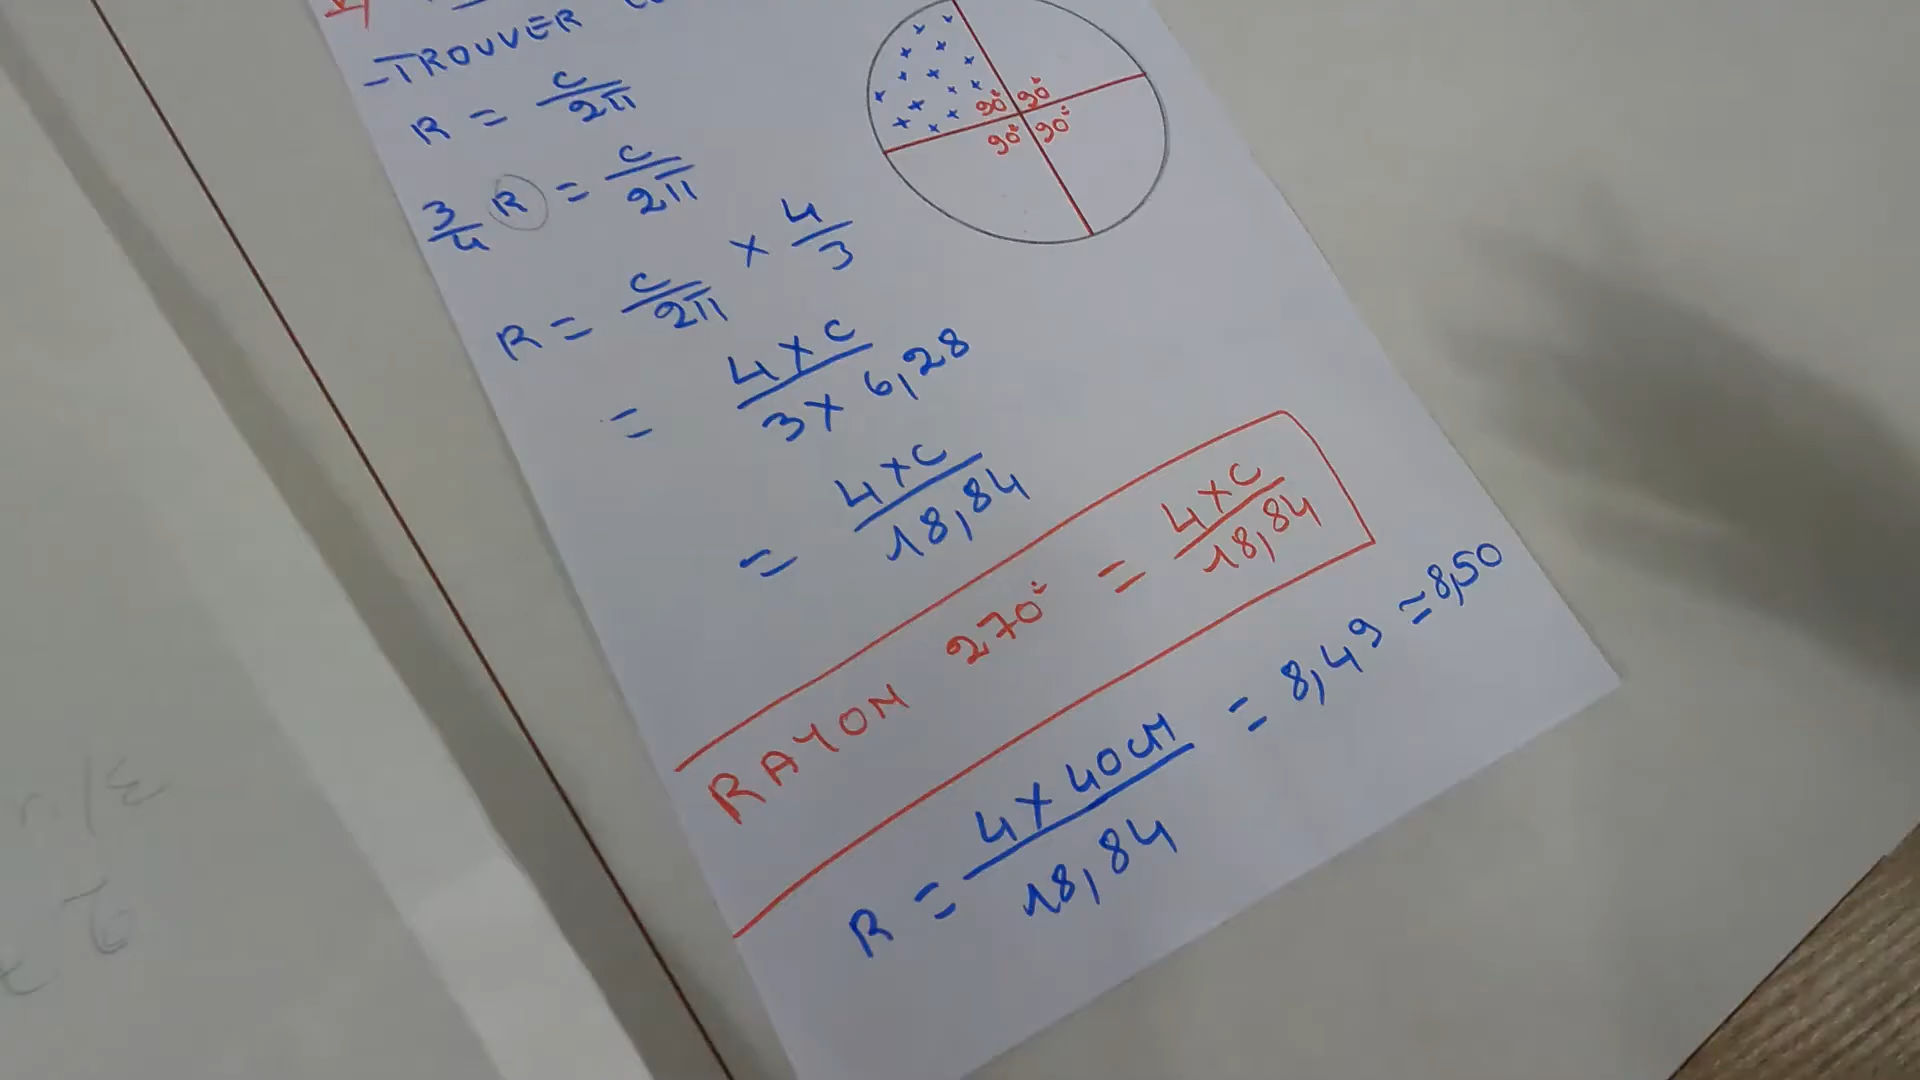 -TROUVER
R = C/2π
3/4 R = C/2π
R = C/2π × 4/3
= 4×C/3×6,28
= 4×C/18,84
RAYON 270° = 4×C/18,84
R = 4×40CM/18,84 = 8,49 ≃ 8,50
90° 90°
90° 90°